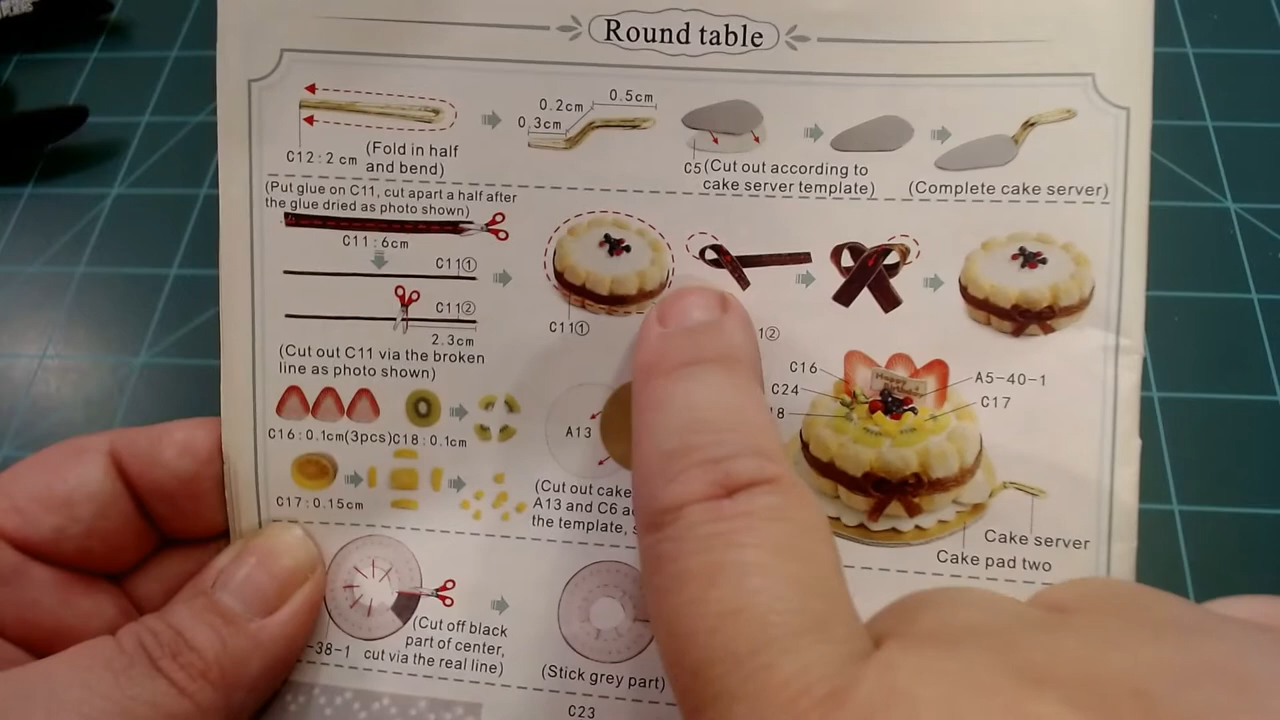 Round table
0.5cm
0.2cm
0.3cm
C12:2cm
(Fold in half
and bend)
C5(Cut out according to
cake server template)
(Complete cake server)
(Put glue on C11, cut apart a half after
the glue dried as photo shown)
C11:6cm
C11①
C11②
2.3cm
(Cut out C11 via the broken
line as photo shown)
C11①
1②
C16
C24
18
A5-40-1
C17
C16:0.1cm(3pcs)C18:0.1cm
C17:0.15cm
A13
(Cut out cake
A13 and C6
the template,
Cake server
Cake pad two
-38-1
(Cut off black
part of center,
cut via the real line)
(Stick grey part)
C23